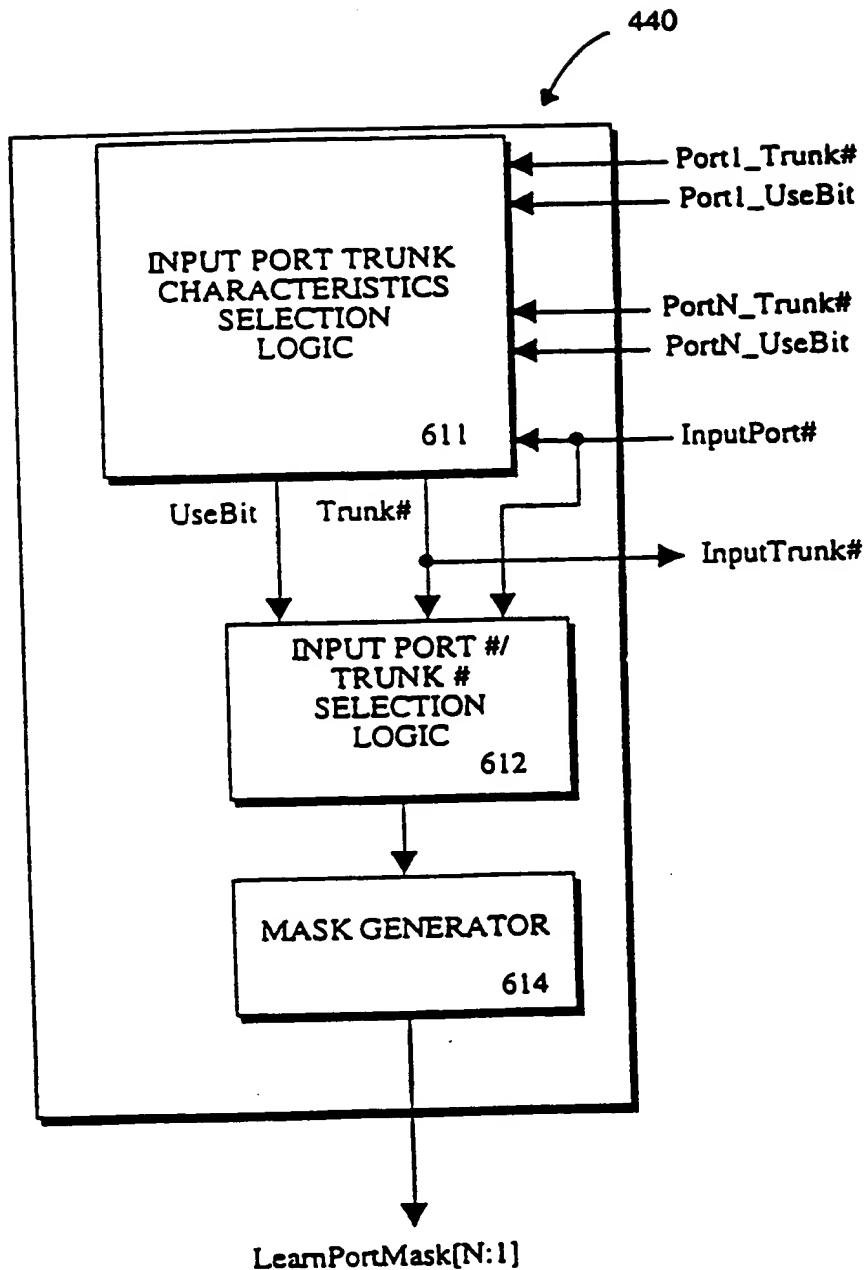 440
Port1_Trunk#
Port1_UseBit
INPUT PORT TRUNK
CHARACTERISTICS
SELECTION
LOGIC
PortN_Trunk#
PortN_UseBit
611
InputPort#
UseBit
Trunk#
InputTrunk#
INPUT PORT #/
TRUNK #
SELECTION
LOGIC
612
MASK GENERATOR
614
LearnPortMask[N:1]